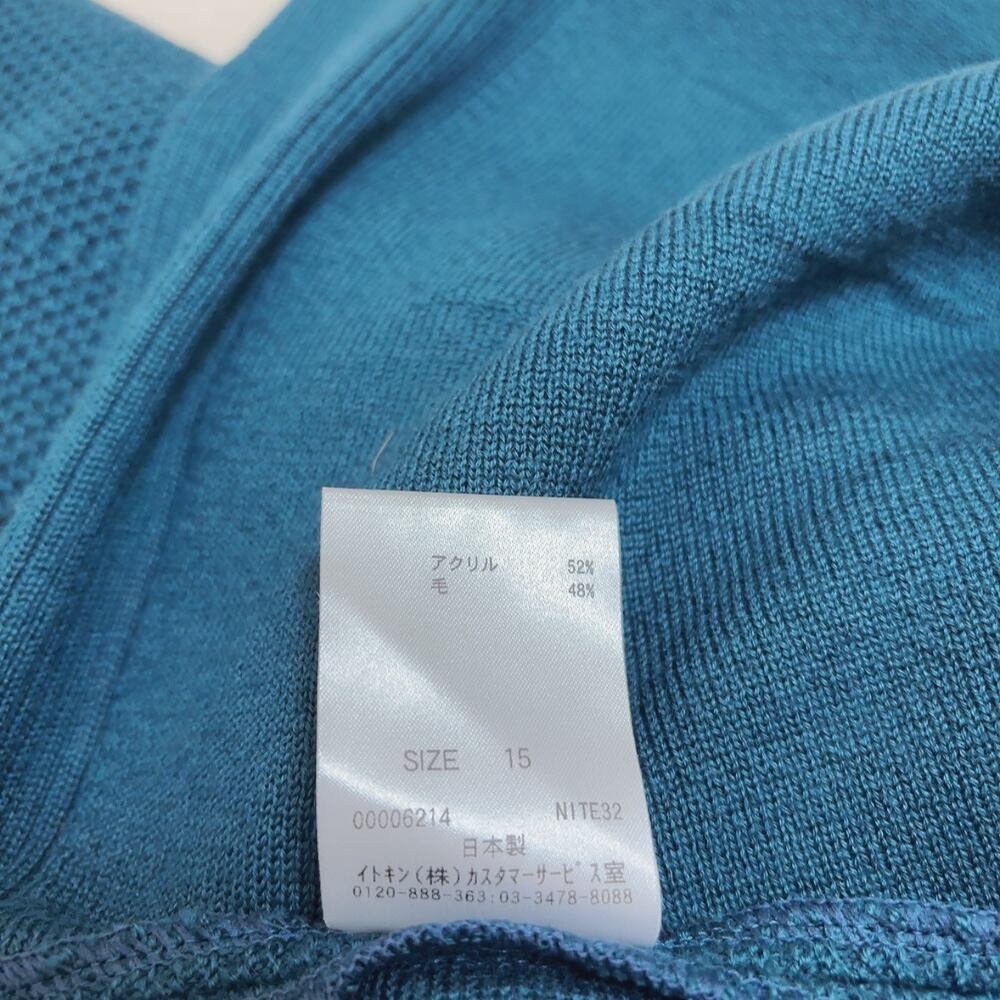 アクリル 52%
毛 48%
SIZE 15
00006214 NITE32
日本製
イトキン(株)カスタマーサービス室
0120-888-363:03-3478-8088